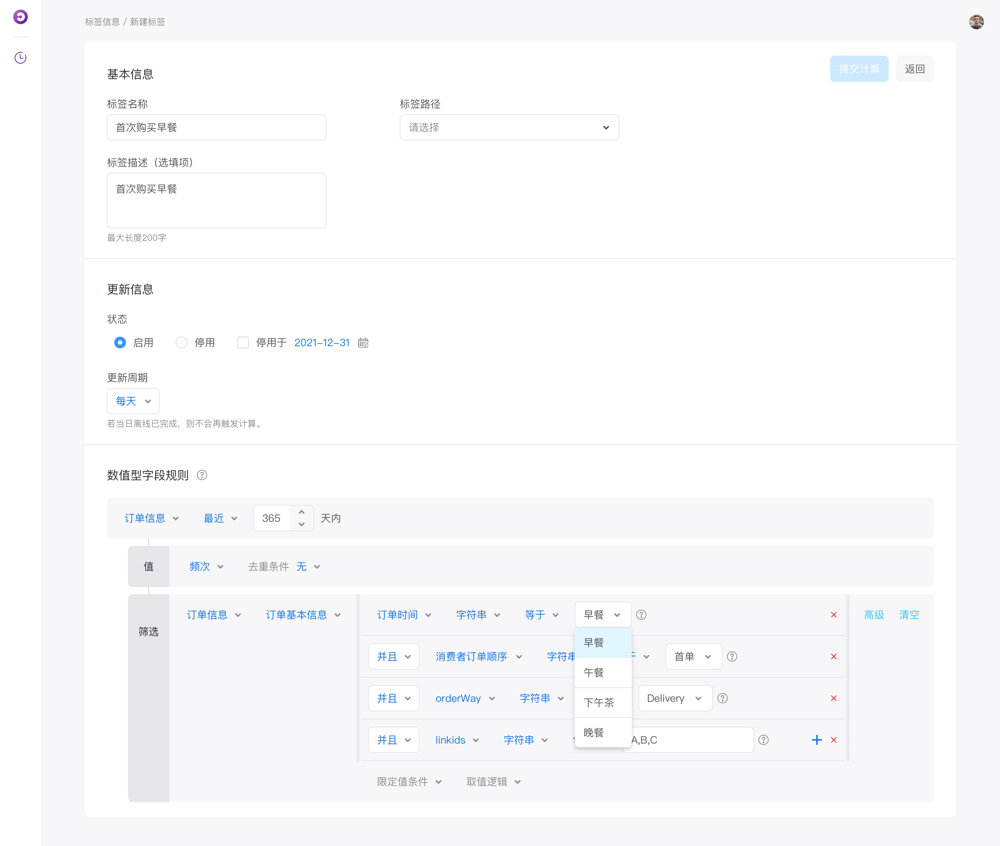 标签信息 / 新建标签
基本信息
提交计算 返回
标签名称 标签路径
首次购买早餐 请选择
标签描述（选填项）
首次购买早餐
最大长度200字
更新信息
状态
启用 停用 停用于 2021-12-31
更新周期
每天
若当日离线已完成，则不会再触发计算。
数值型字段规则
订单信息 最近 365 天内
值 频次 去重条件 无
筛选 订单信息 订单基本信息 订单时间 字符串 等于 早餐 高级 清空
早餐
并且 消费者订单顺序 字符串 首单
午餐
并且 orderWay 字符串 Delivery
下午茶
晚餐
并且 linkids 字符串 A,B,C
限定值条件 取值逻辑